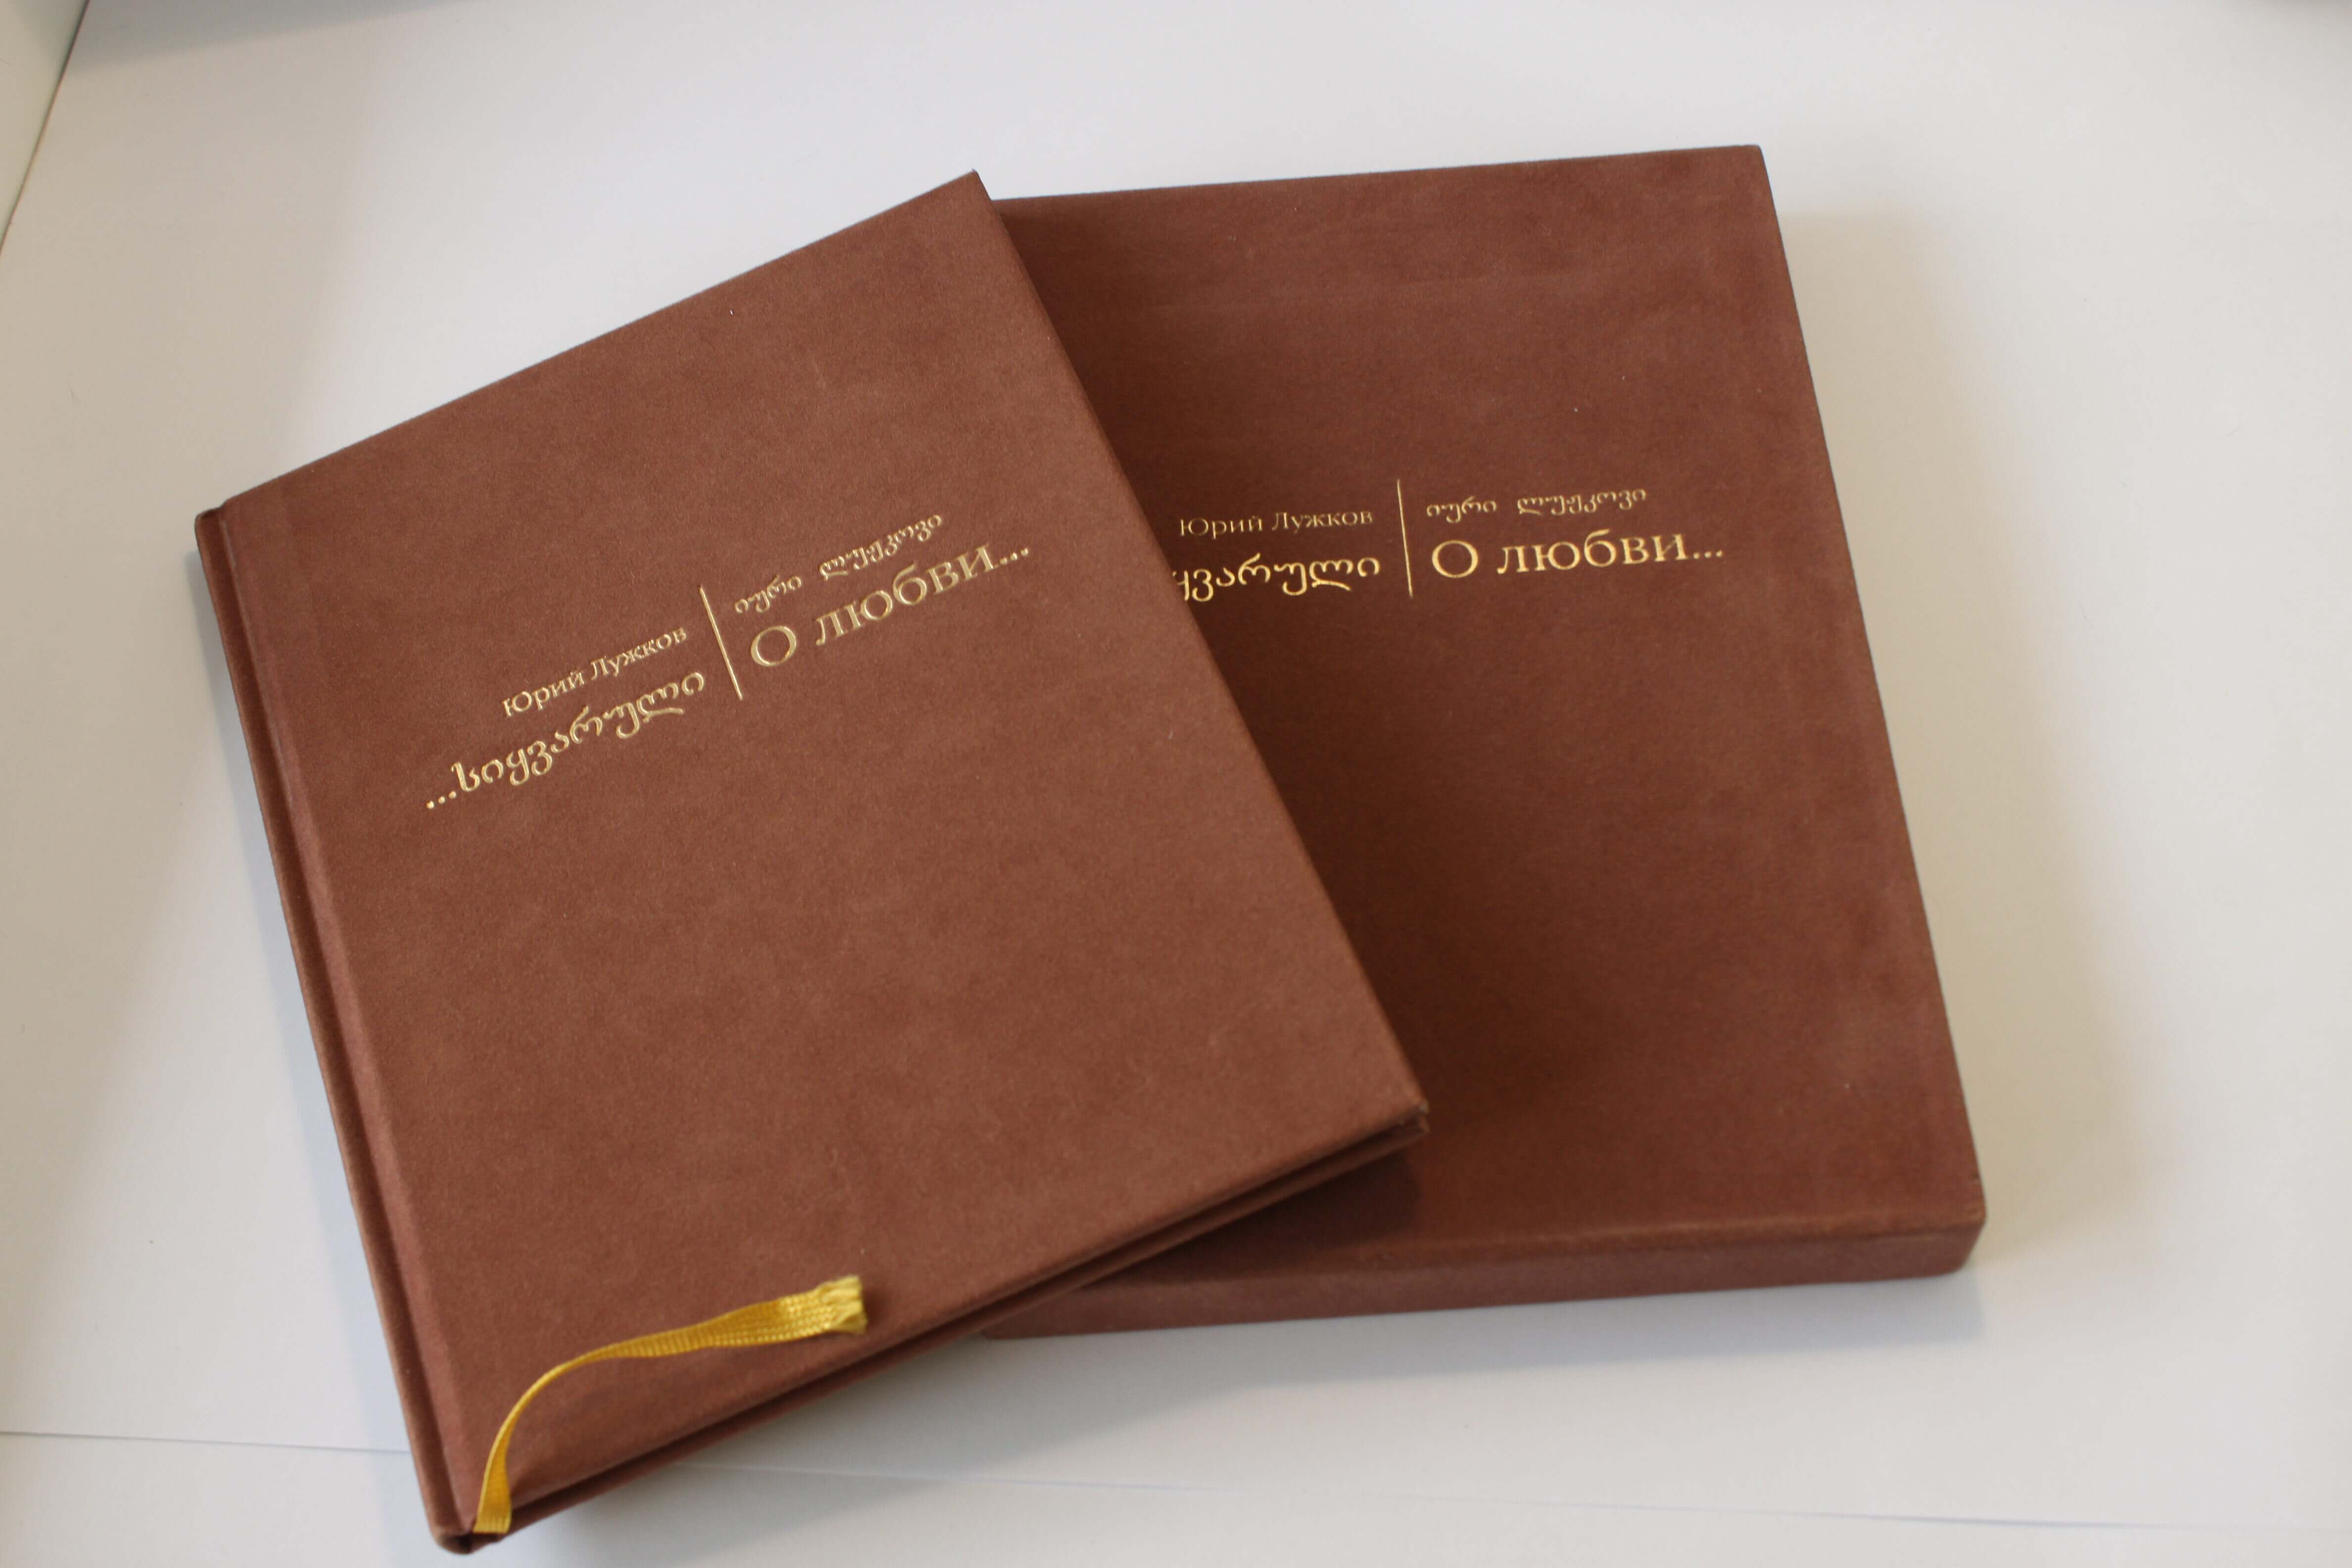 Юрий Лужков
...სიყვარული
იური ლუჟკოვი
О любви...
Юрий Лужков
ყვარული
იური ლუჟკოვი
О любви...